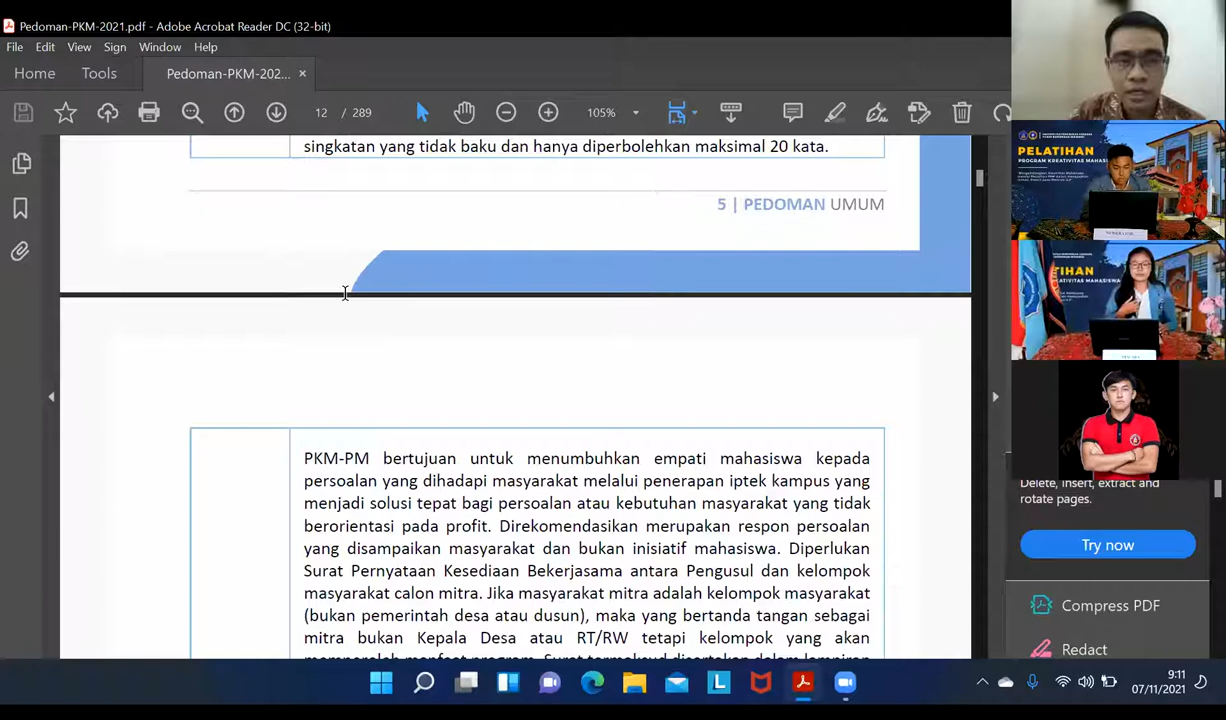 Pedoman-PKM-2021.pdf - Adobe Acrobat Reader DC (32-bit)
File Edit View Sign Window Help
Home Tools Pedoman-PKM-202... ×
12 / 289 105%
singkatan yang tidak baku dan hanya diperbolehkan maksimal 20 kata.
5 | PEDOMAN UMUM
PKM-PM bertujuan untuk menumbuhkan empati mahasiswa kepada
persoalan yang dihadapi masyarakat melalui penerapan iptek kampus yang
menjadi solusi tepat bagi persoalan atau kebutuhan masyarakat yang tidak
berorientasi pada profit. Direkomendasikan merupakan respon persoalan
yang disampaikan masyarakat dan bukan inisiatif mahasiswa. Diperlukan
Surat Pernyataan Kesediaan Bekerjasama antara Pengusul dan kelompok
masyarakat calon mitra. Jika masyarakat mitra adalah kelompok masyarakat
(bukan pemerintah desa atau dusun), maka yang bertanda tangan sebagai
mitra bukan Kepala Desa atau RT/RW tetapi kelompok yang akan
PELATIHAN
PROGRAM KREATIVITAS MAHASIS
TIHAN
EATIVITAS MAHASISWA
Delete, insert, extract and
rotate pages.
Try now
Compress PDF
Redact
9:11
07/11/2021